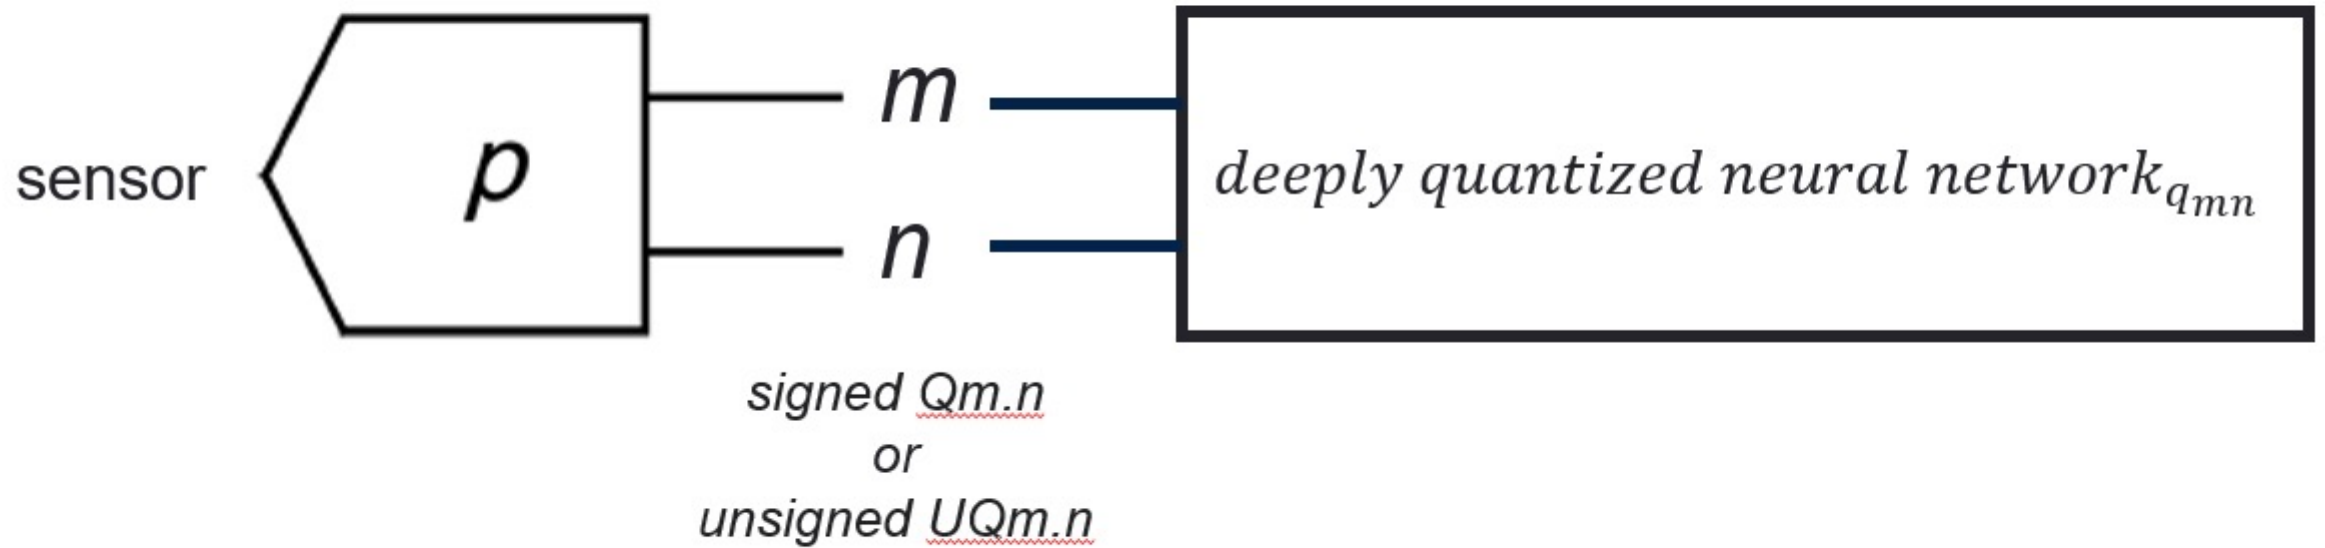 sensor
p
m
n
deeply quantized neural network qmn
signed Qm.n
or
unsigned UQm.n